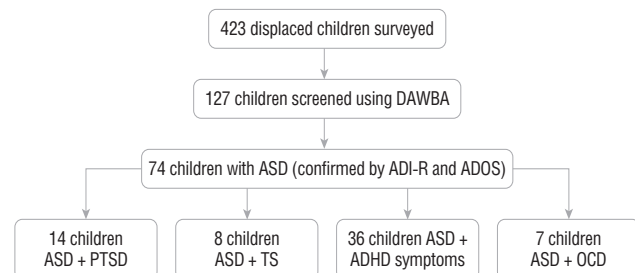 423 displaced children surveyed
127 children screened using DAWBA
74 children with ASD (confirmed by ADI-R and ADOS)
14 children
ASD + PTSD
8 children
ASD + TS
36 children ASD +
ADHD symptoms
7 children
ASD + OCD